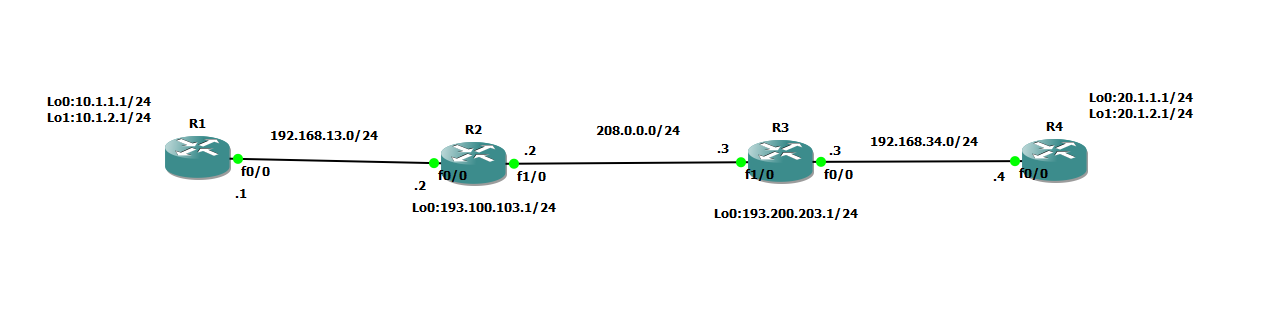 Lo0:10.1.1.1/24
Lo1:10.1.2.1/24
R1
192.168.13.0/24
f0/0
.1
R2
.2
f0/0
.2
f1/0
Lo0:193.100.103.1/24
208.0.0.0/24
R3
.3
.3
f1/0
f0/0
Lo0:193.200.203.1/24
192.168.34.0/24
Lo0:20.1.1.1/24
Lo1:20.1.2.1/24
R4
.4
f0/0